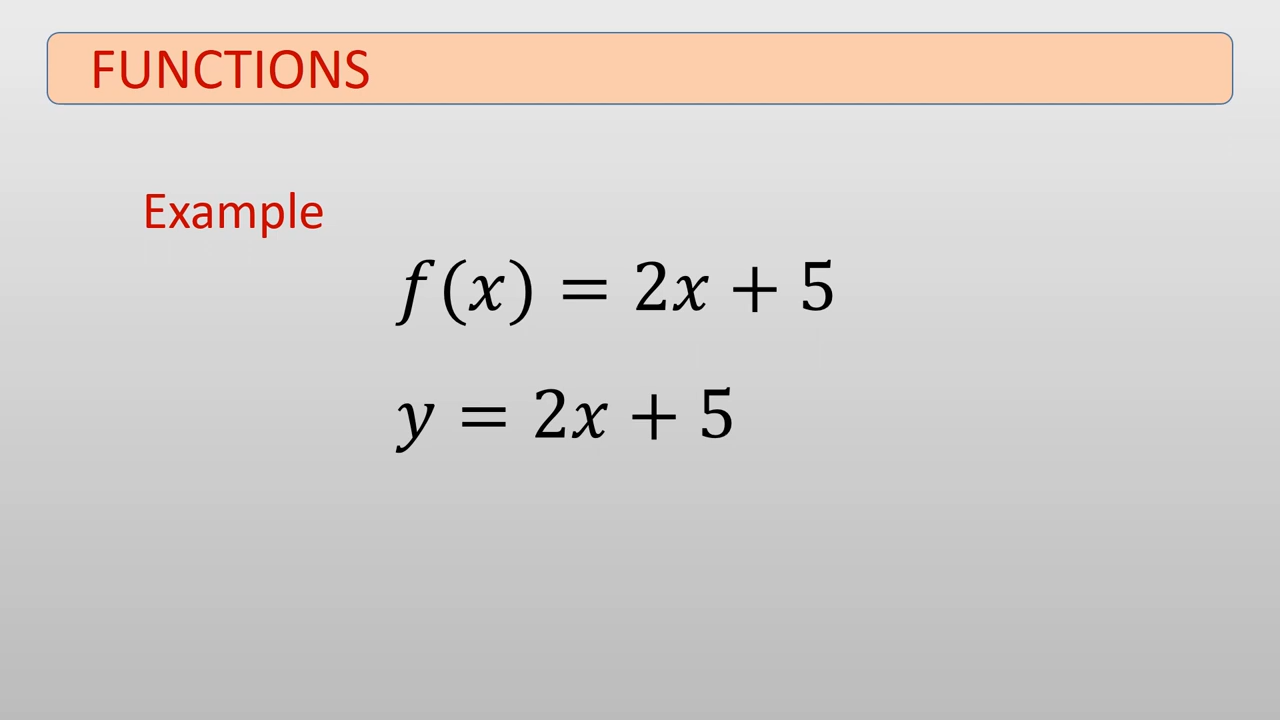 FUNCTIONS
Example
f(x) = 2x + 5
y = 2x + 5